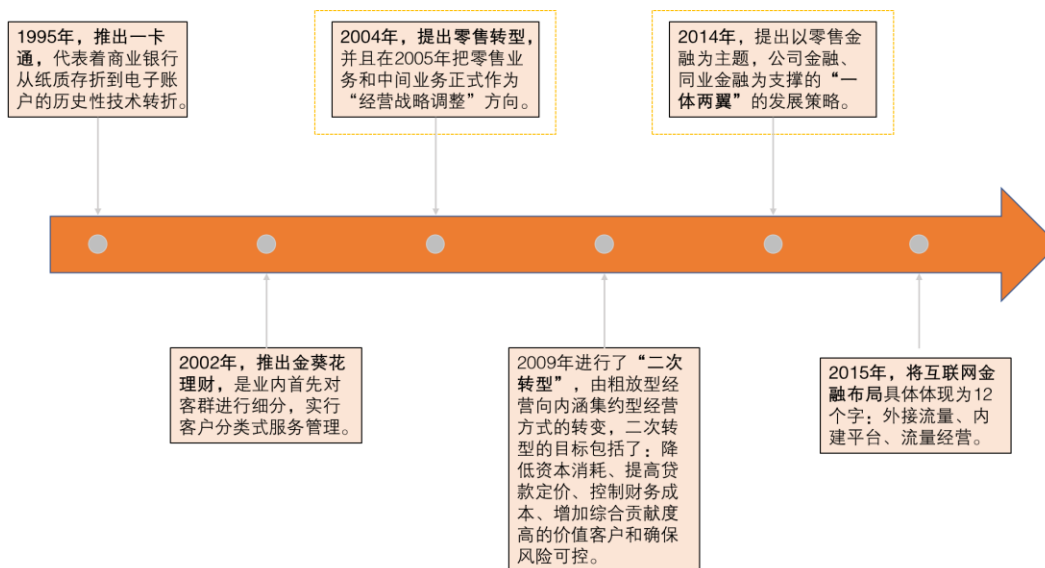 1995年，推出一卡
通，代表着商业银行
从纸质存折到电子账
户的历史性技术转折。
2004年，提出零售转型，
并且在2005年把零售业
务和中间业务正式作为
“经营战略调整”方向。
2014年，提出以零售金
融为主题，公司金融、
同业金融为支撑的“一
体两翼”的发展策略。
2002年，推出金葵花
理财，是业内首先对
客群进行细分，实行
客户分类式服务管理。
2009年进行了“二次
转型”，由粗放型经
营向内涵集约型经营
方式的转变，二次转
型的目标包括了：降
低资本消耗、提高贷
款定价、控制财务成
本、增加综合贡献度
高的价值客户和确保
风险可控。
2015年，将互联网金
融布局具体体现为12
个字：外接流量、内
建平台、流量经营。